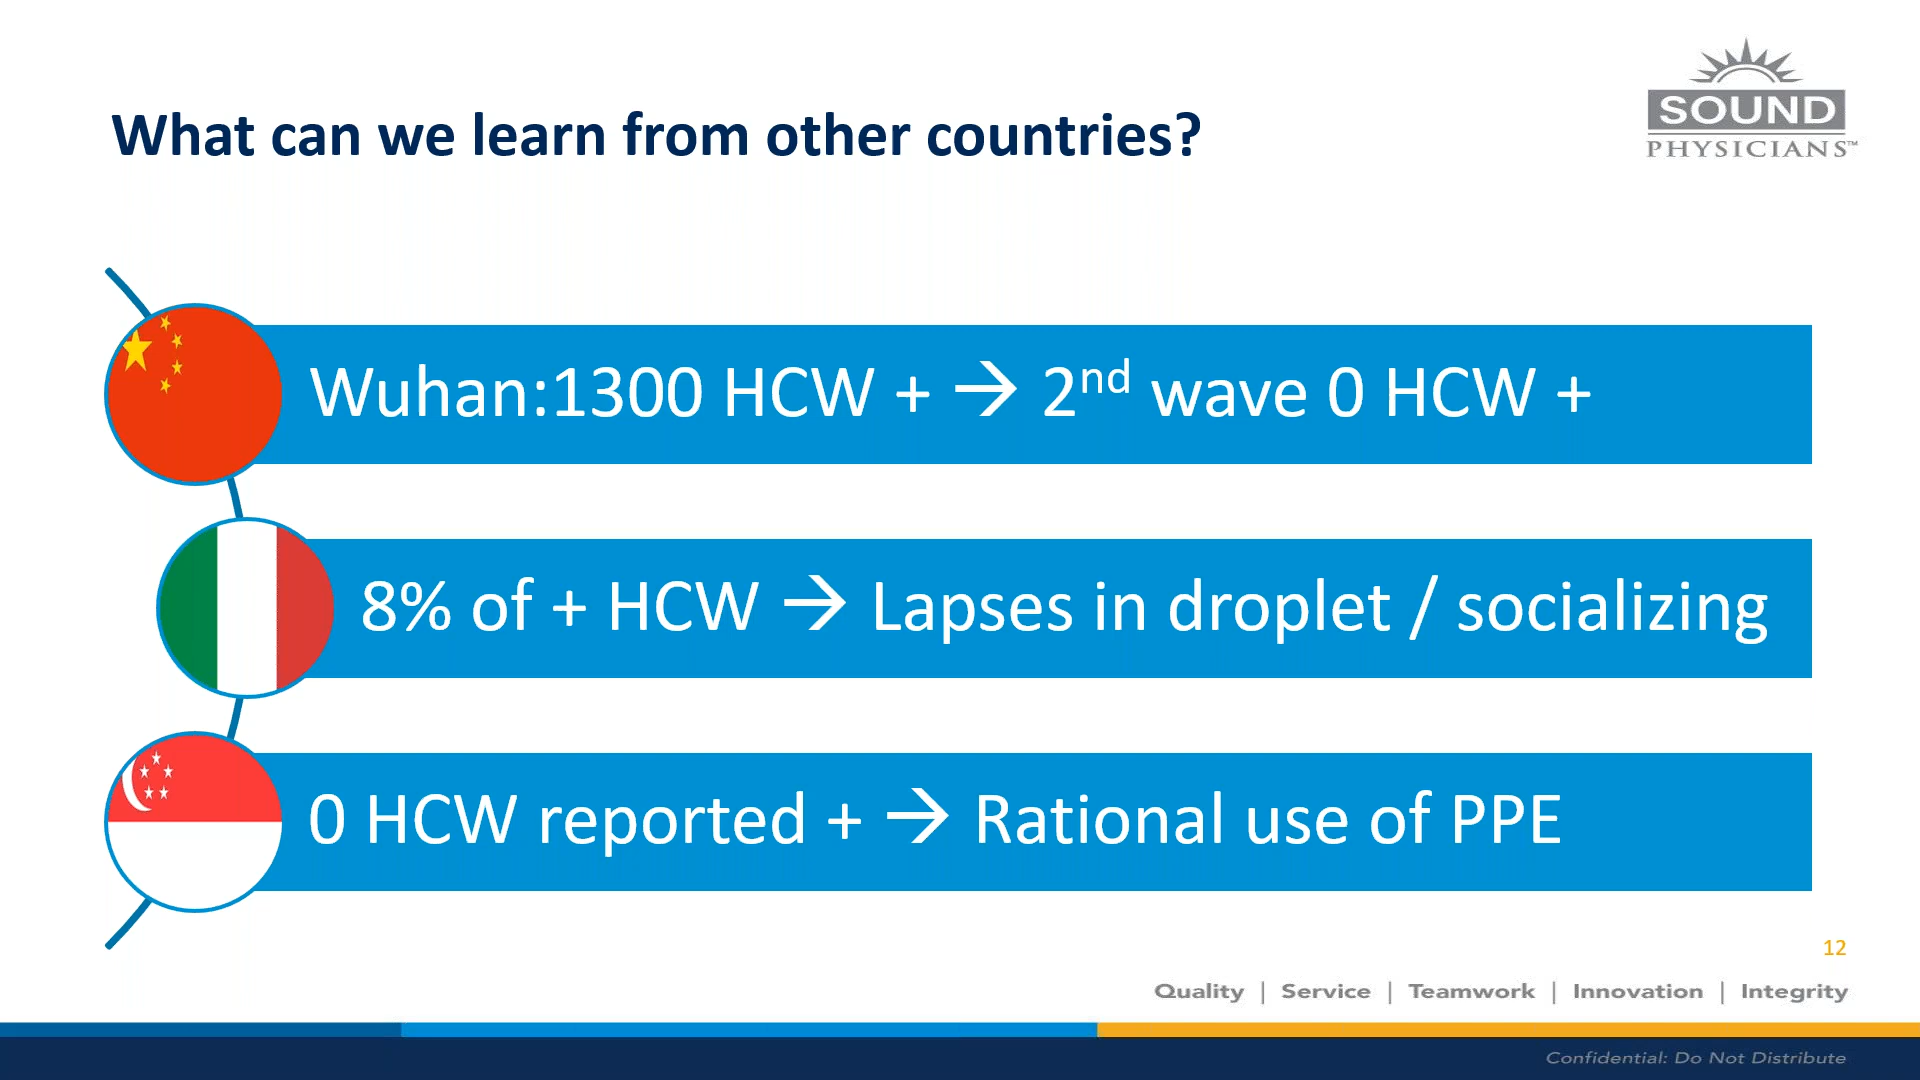 What can we learn from other countries?
SOUND
PHYSICIANS™
Wuhan:1300 HCW + → 2nd wave 0 HCW +
8% of + HCW → Lapses in droplet / socializing
0 HCW reported + → Rational use of PPE
12
Quality | Service | Teamwork | Innovation | Integrity
Confidential: Do Not Distribute